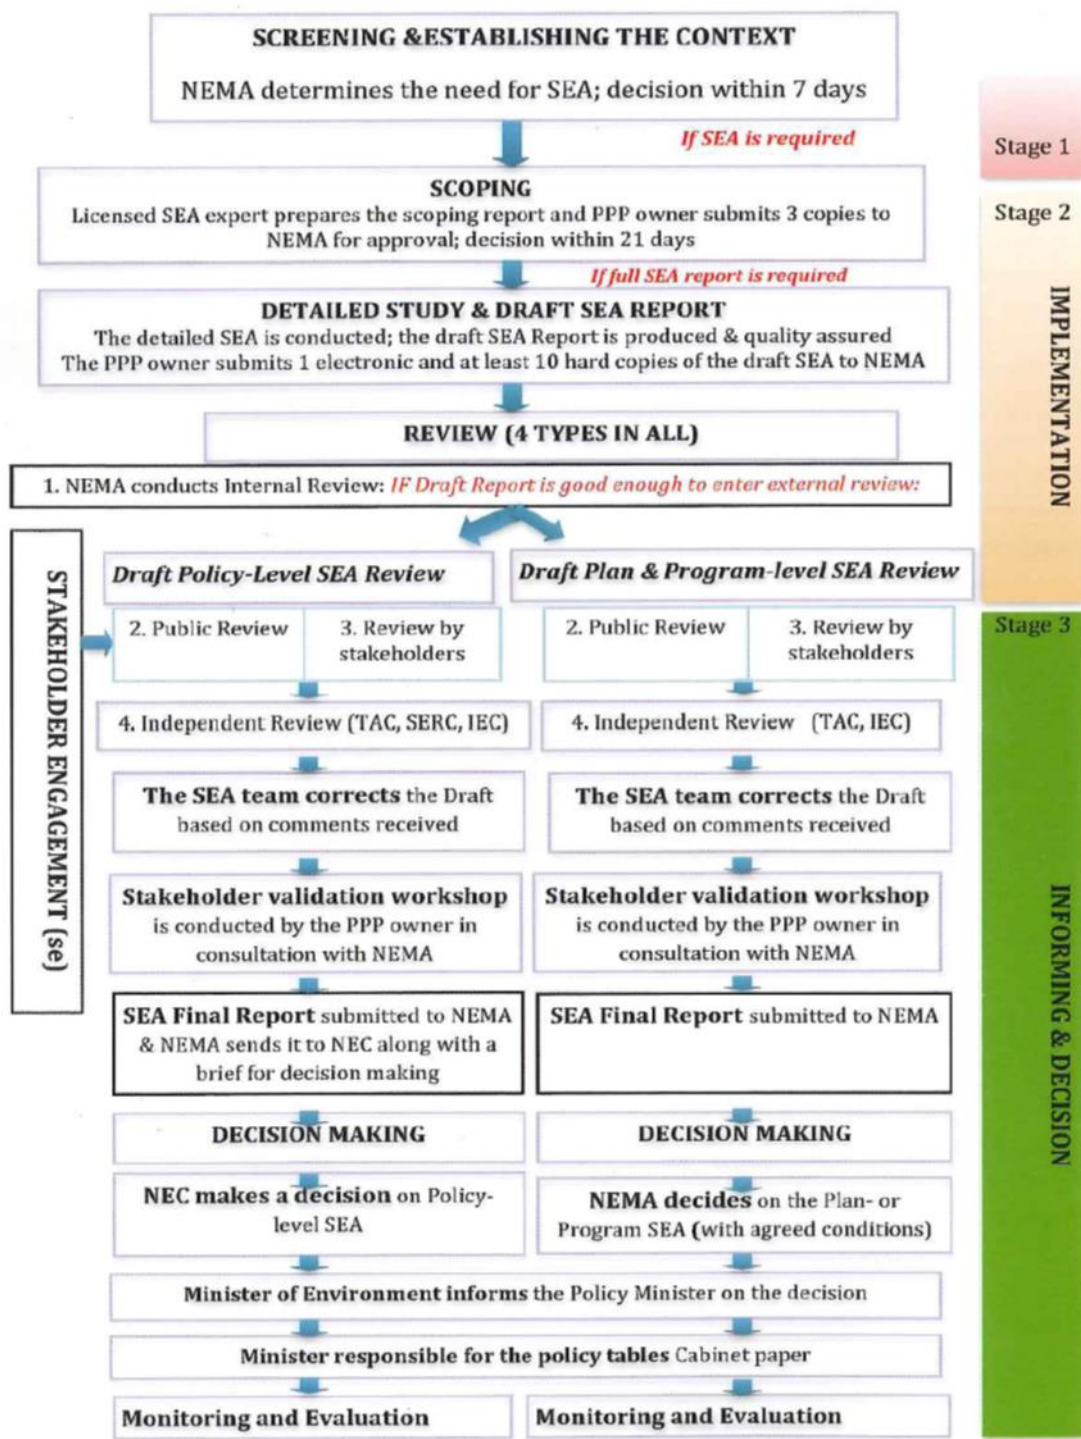 SCREENING &ESTABLISHING THE CONTEXT
NEMA determines the need for SEA; decision within 7 days
If SEA is required
Stage 1
SCOPING
Licensed SEA expert prepares the scoping report and PPP owner submits 3 copies to
NEMA for approval; decision within 21 days
Stage 2
IMPLEMENTATION
If full SEA report is required
DETAILED STUDY & DRAFT SEA REPORT
The detailed SEA is conducted; the draft SEA Report is produced & quality assured
The PPP owner submits 1 electronic and at least 10 hard copies of the draft SEA to NEMA
REVIEW (4 TYPES IN ALL)
1. NEMA conducts Internal Review: IF Draft Report is good enough to enter external review:
STAKEHOLDER ENGAGEMENT (se)
Draft Policy-Level SEA Review
Draft Plan & Program-level SEA Review
Stage 3
INFORMING & DECISION
2. Public Review
3. Review by
stakeholders
2. Public Review
3. Review by
stakeholders
4. Independent Review (TAC, SERC, IEC)
4. Independent Review (TAC, IEC)
The SEA team corrects the Draft
based on comments received
The SEA team corrects the Draft
based on comments received
Stakeholder validation workshop
is conducted by the PPP owner in
consultation with NEMA
Stakeholder validation workshop
is conducted by the PPP owner in
consultation with NEMA
SEA Final Report submitted to NEMA
& NEMA sends it to NEC along with a
brief for decision making
SEA Final Report submitted to NEMA
DECISION MAKING
DECISION MAKING
NEC makes a decision on Policy-
level SEA
NEMA decides on the Plan- or
Program SEA (with agreed conditions)
Minister of Environment informs the Policy Minister on the decision
Minister responsible for the policy tables Cabinet paper
Monitoring and Evaluation
Monitoring and Evaluation